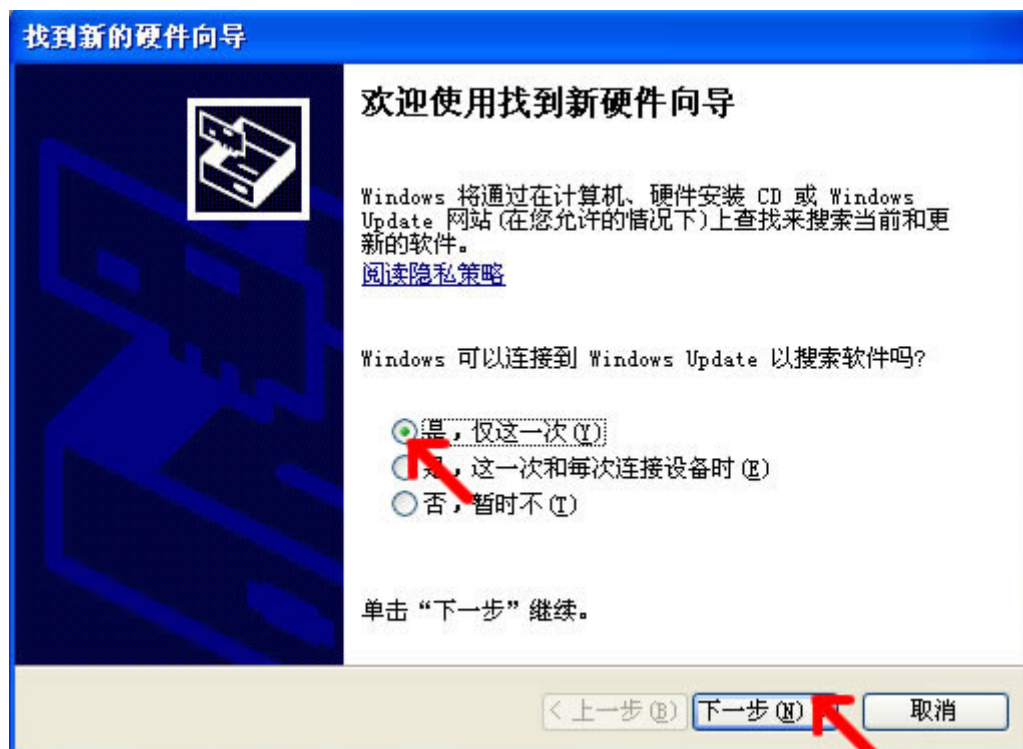 找到新的硬件向导
欢迎使用找到新硬件向导
Windows 将通过在计算机、硬件安装 CD 或 Windows
Update 网站(在您允许的情况下)上查找来搜索当前和更
新的软件。
阅读隐私策略
Windows 可以连接到 Windows Update 以搜索软件吗?
是，仅这一次(Y)
是，这一次和每次连接设备时(E)
否，暂时不(T)
单击“下一步”继续。
< 上一步(B) 下一步(N) 取消